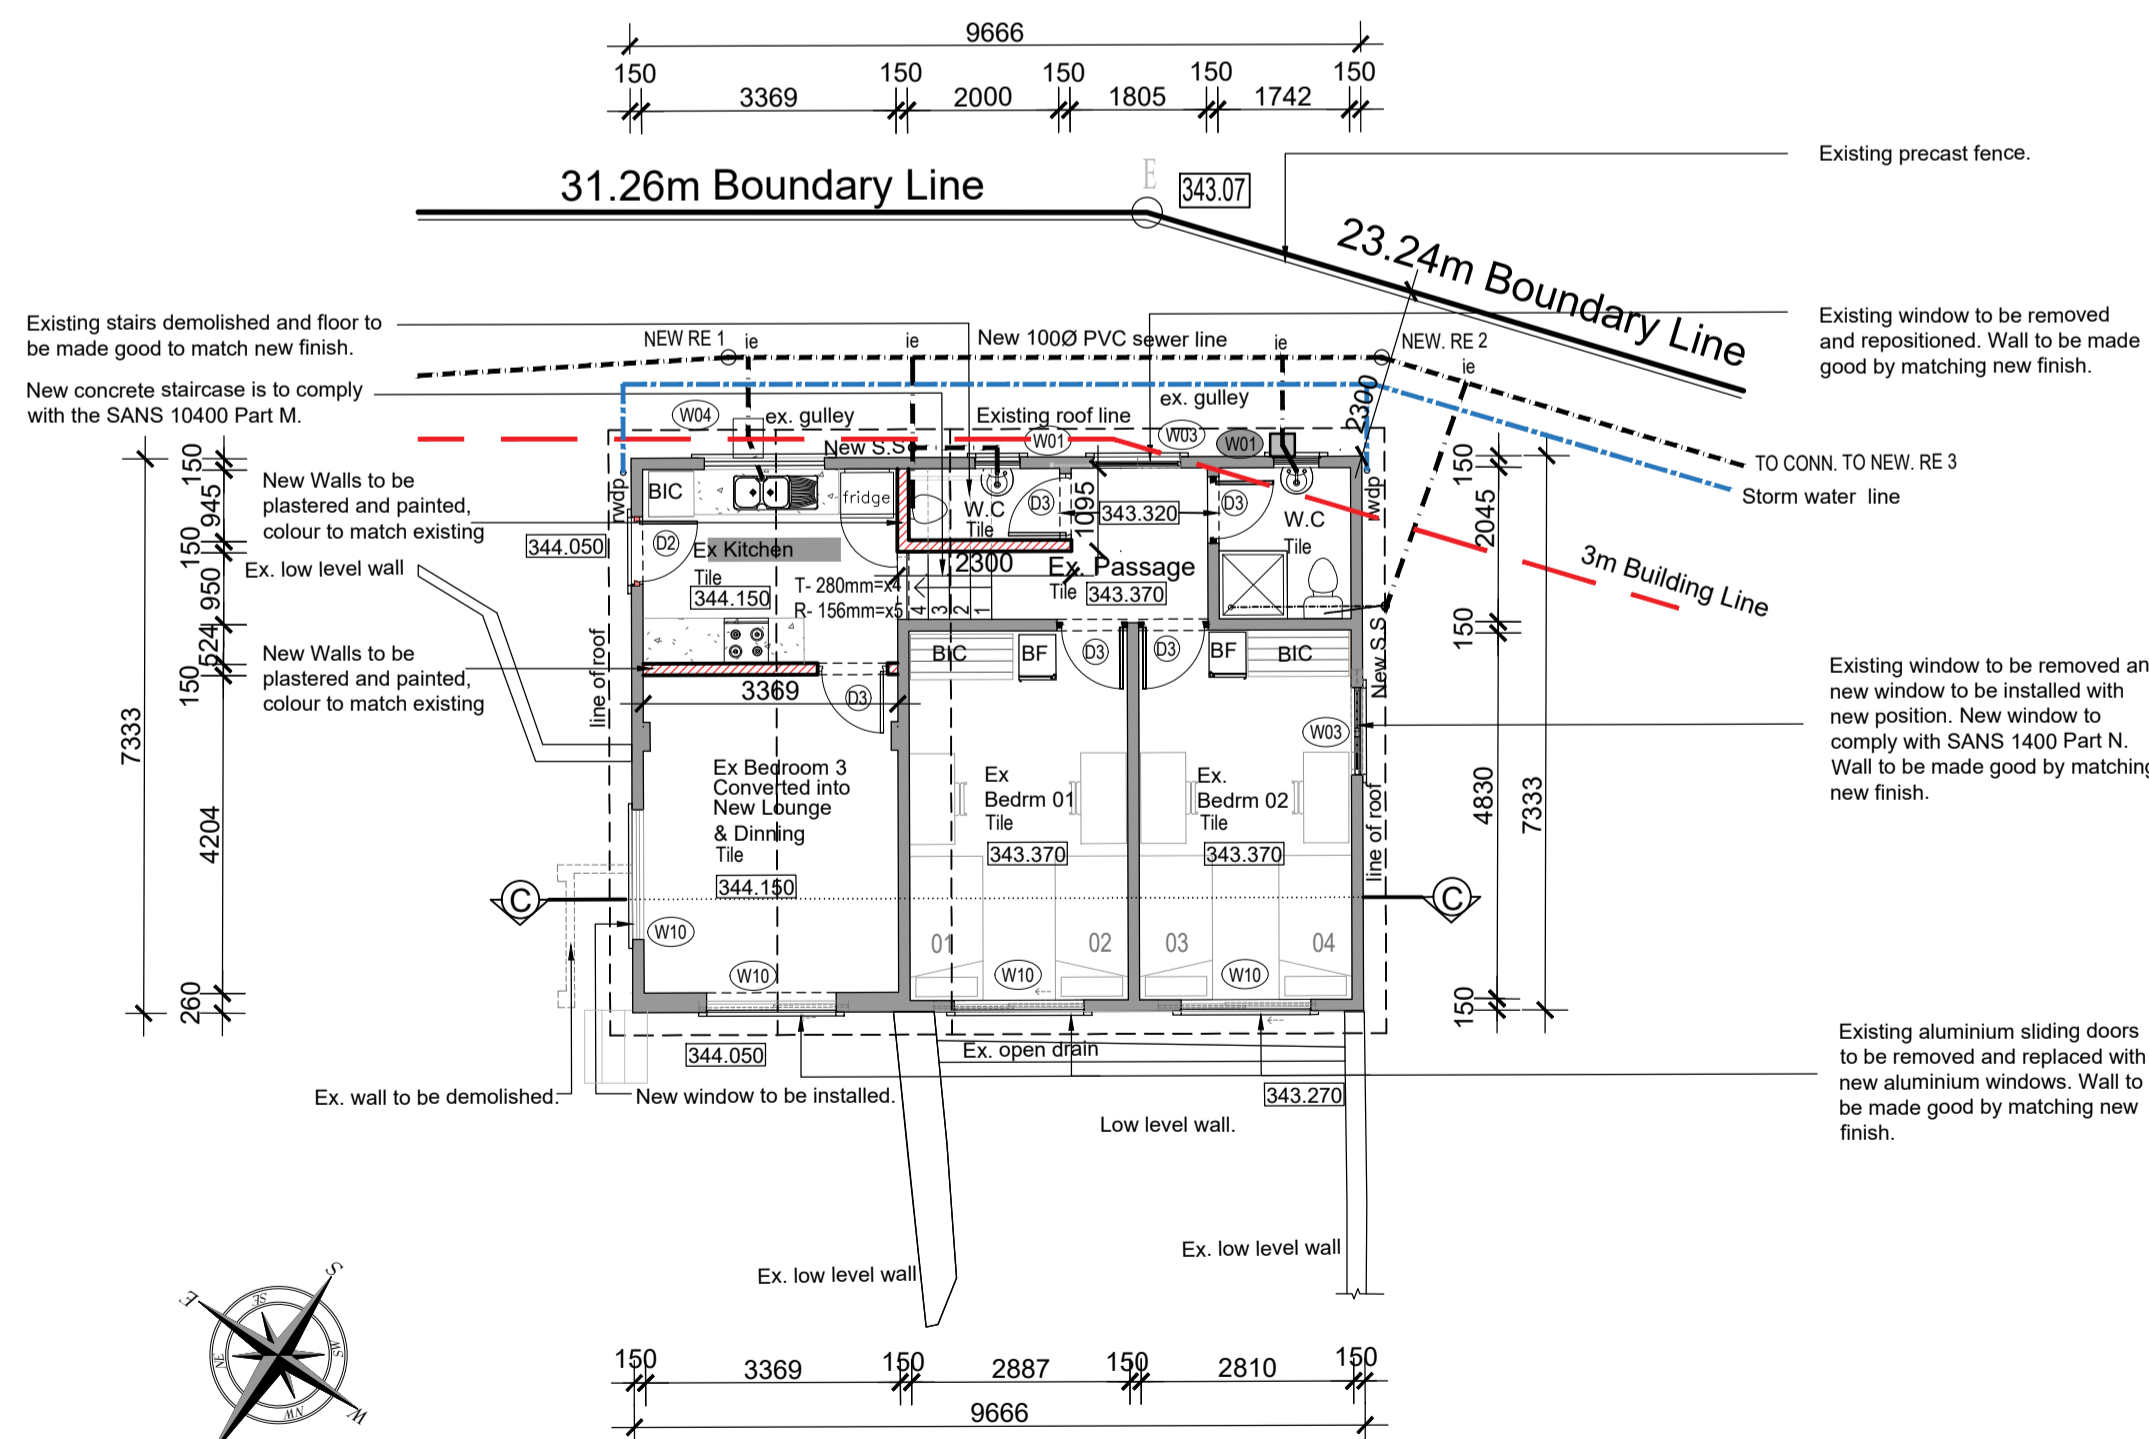 9666
150
150
150
150
150
3369
2000
1805
1742
31.26m Boundary Line
E
343.07
Existing precast fence.
23.24m Boundary Line
Existing stairs demolished and floor to
be made good to match new finish.
New concrete staircase is to comply
with the SANS 10400 Part M.
NEW RE 1
ie
ie
New 100Ø PVC sewer line
ie
NEW. RE 2
ie
Existing window to be removed
and repositioned. Wall to be made
good by matching new finish.
2300
W04
ex. gulley
Existing roof line
ex. gulley
New S.S
W01
W03
W01
TO CONN. TO NEW. RE 3
Storm water line
3m Building Line
150
945
150
950
524
150
4204
260
7333
New Walls to be
plastered and painted,
colour to match existing
344.050
Ex. low level wall
New Walls to be
plastered and painted,
colour to match existing
rwdp
BIC
fridge
D2
Ex Kitchen
Tile
344.150
T- 280mm=x4
R- 156mm=x5
W.C
Tile
D3
1095
343.320
D3
W.C
Tile
rwdp
2300
Ex. Passage
Tile
343.370
4
3
2
1
line of roof
3369
D3
BIC
BF
D3
D3
BF
BIC
New S.S
W03
150
2045
150
4830
150
7333
Existing window to be removed an
new window to be installed with
new position. New window to
comply with SANS 1400 Part N.
Wall to be made good by matching
new finish.
Ex Bedroom 3
Converted into
New Lounge
& Dinning
Tile
344.150
Ex
Bedrm 01
Tile
343.370
Ex.
Bedrm 02
Tile
343.370
line of roof
C
C
W10
W10
01
02
W10
03
04
W10
344.050
Ex. open drain
343.270
Ex. wall to be demolished.
New window to be installed.
Low level wall.
Existing aluminium sliding doors
to be removed and replaced with
new aluminium windows. Wall to
be made good by matching new
finish.
Ex. low level wall
Ex. low level wall
S
E
SE
SW
NE
NW
W
150
150
150
150
3369
2887
2810
9666